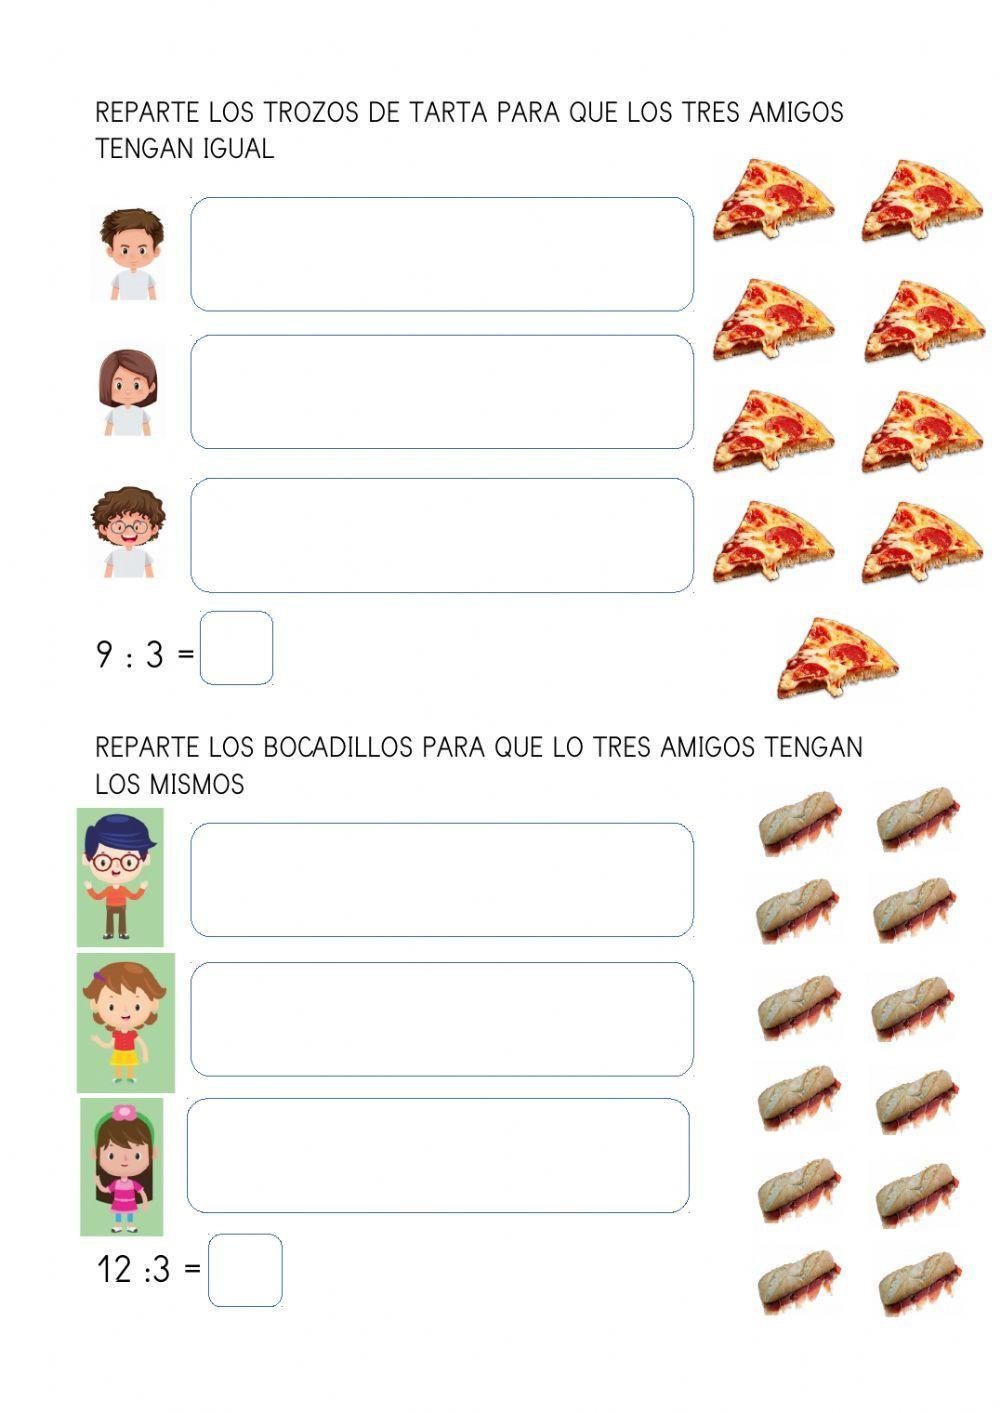 REPARTE LOS TROZOS DE TARTA PARA QUE LOS TRES AMIGOS
TENGAN IGUAL
9 : 3 =
REPARTE LOS BOCADILLOS PARA QUE LO TRES AMIGOS TENGAN
LOS MISMOS
12 :3 =